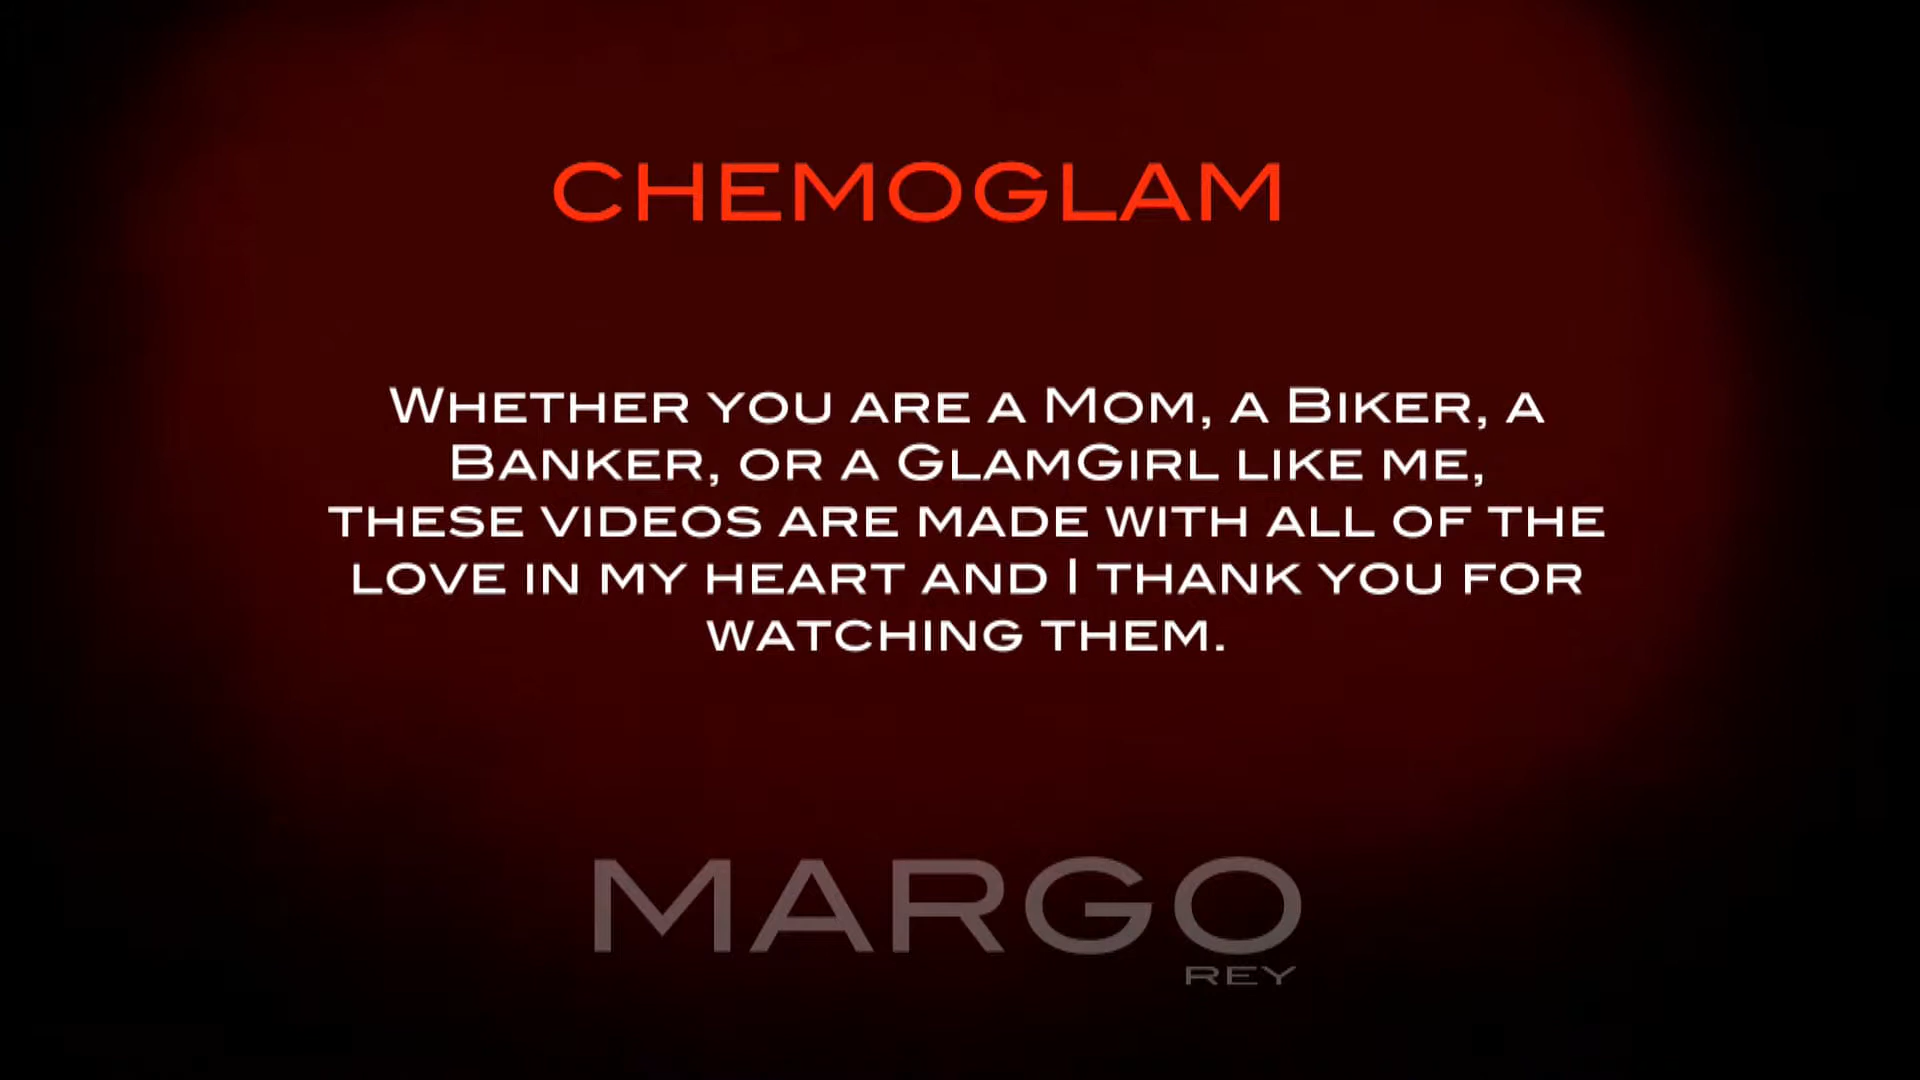 CHEMOGLAM
WHETHER YOU ARE A MOM, A BIKER, A
BANKER, OR A GLAMGIRL LIKE ME,
THESE VIDEOS ARE MADE WITH ALL OF THE
LOVE IN MY HEART AND I THANK YOU FOR
WATCHING THEM.
MARGO
REY